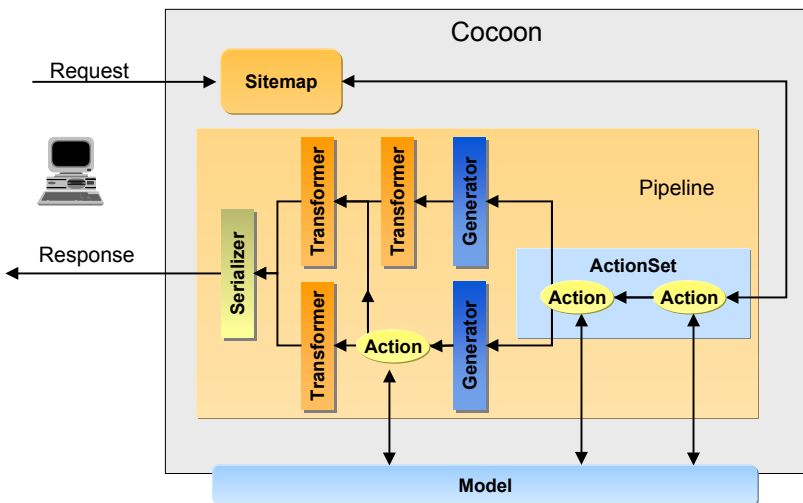 Cocoon
Request
Sitemap
Pipeline
Transformer
Transformer
Generator
Response
Serializer
ActionSet
Action
Action
Transformer
Action
Generator
Model